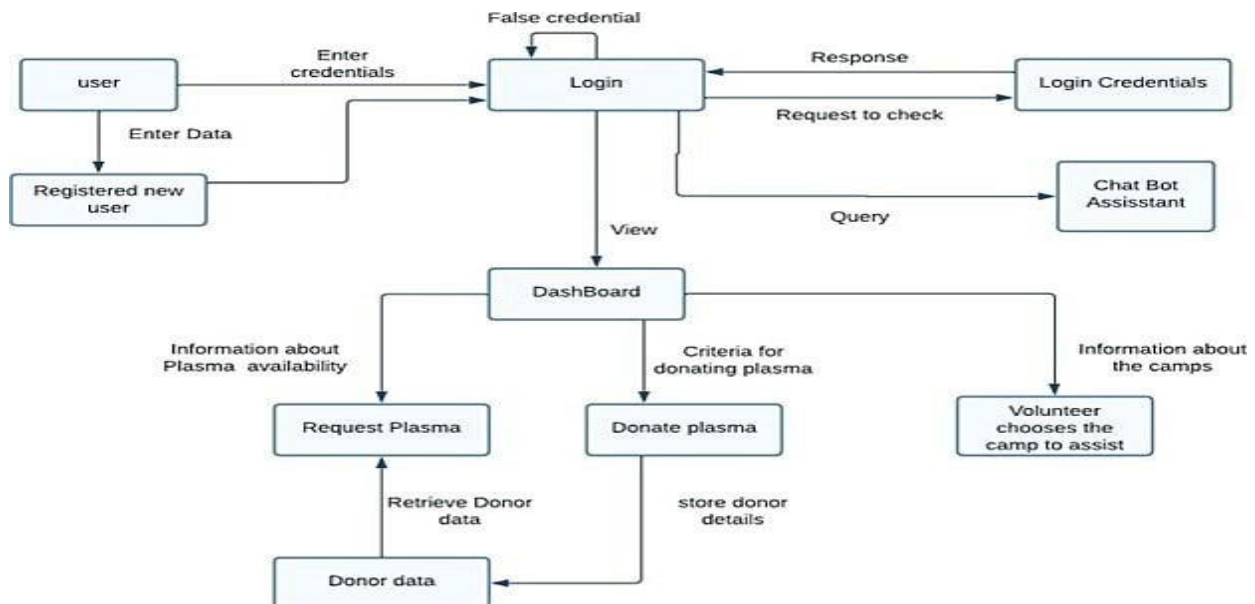 False credential
Enter
credentials
user
Login
Response
Login Credentials
Request to check
Enter Data
Registered new
user
Chat Bot
Assisstant
Query
View
DashBoard
Information about
Plasma availability
Criteria for
donating plasma
Information about
the camps
Request Plasma
Donate plasma
Volunteer
chooses the
camp to assist
Retrieve Donor
data
store donor
details
Donor data